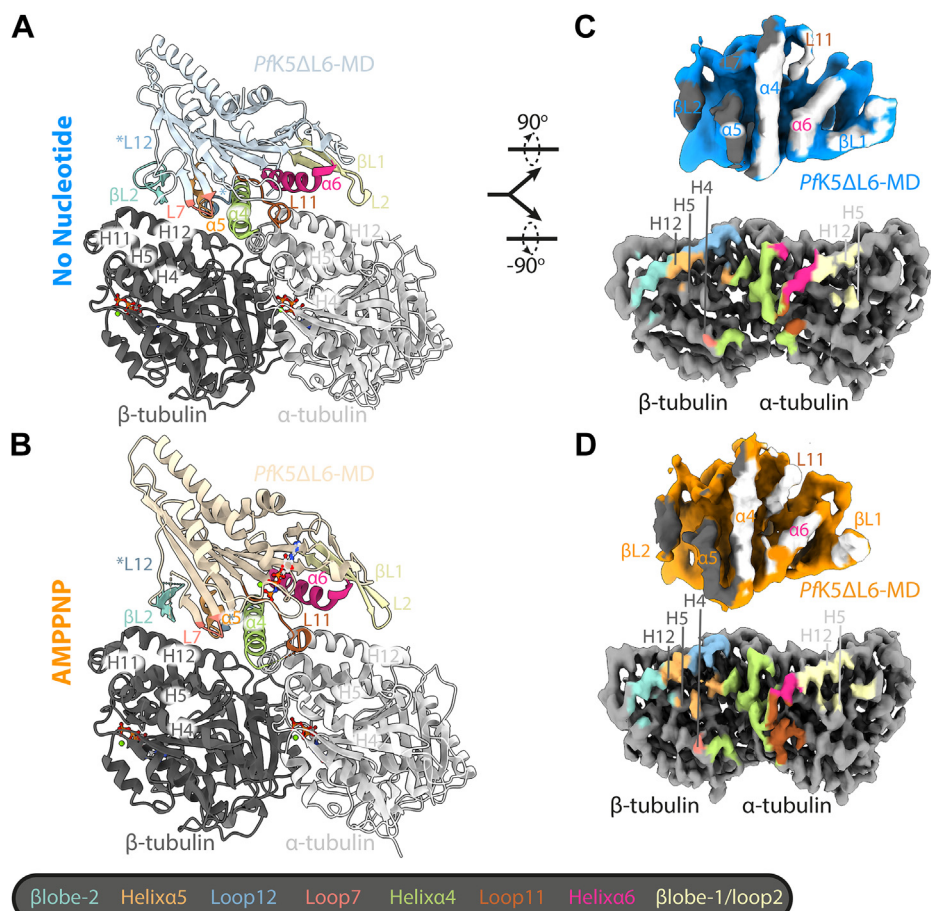 A
No Nucleotide
PfK5ΔL6-MD
*L12
*
βL1
α6
βL2
L7
α5
α4
L11
L2
H11
H12
H12
H5
H5
H4
H4
β-tubulin
α-tubulin
90°
-90°
C
L11
L7
α4
βL2
α5
α6
βL1
PfK5ΔL6-MD
H4
H5
H12
H5
H12
β-tubulin
α-tubulin
B
AMPPNP
PfK5ΔL6-MD
*L12
α6
βL1
βL2
L7
α5
α4
L11
L2
H11
H12
H12
H5
H5
H4
H4
β-tubulin
α-tubulin
D
L11
α4
α6
βL1
βL2
α5
PfK5ΔL6-MD
H4
H5
H12
H5
H12
β-tubulin
α-tubulin
βlobe-2 Helixα5 Loop12 Loop7 Helixα4 Loop11 Helixα6 βlobe-1/loop2